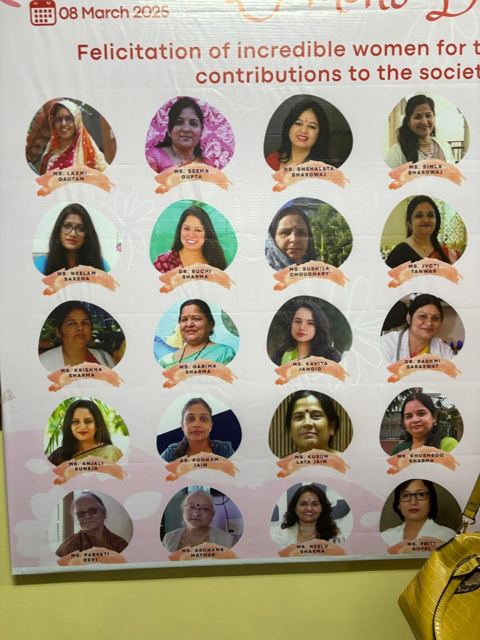 08 March 2025
Felicitation of incredible women for t
contributions to the societ
MS. LAXMI
GAUTAM
MS. SEEMA
GUPTA
DR. SNEHALATA
BHARDWAJ
MS. SIMLA
BHARDWAJ
MS. NEELAM
SAXENA
DR. RUCHI
SHARMA
MS. SUSHILA
CHOUDHARY
MS. JYOTI
TANWAR
MS. KRISHNA
SHARMA
MS. GARIMA
SHARMA
MS. KAVITA
JANGID
DR. RASHMI
SARASWAT
MS. ANJALI
SUNEJA
AR. POONAM
JAIN
MS. KUSUM
LATA JAIN
MS. KHUSHBOO
SHARMA
MS. PARVATI
DEVI
MS. ARCHANA
MATHUR
MS. NEELU
SHARMA
MS. PRITI
GOYAL